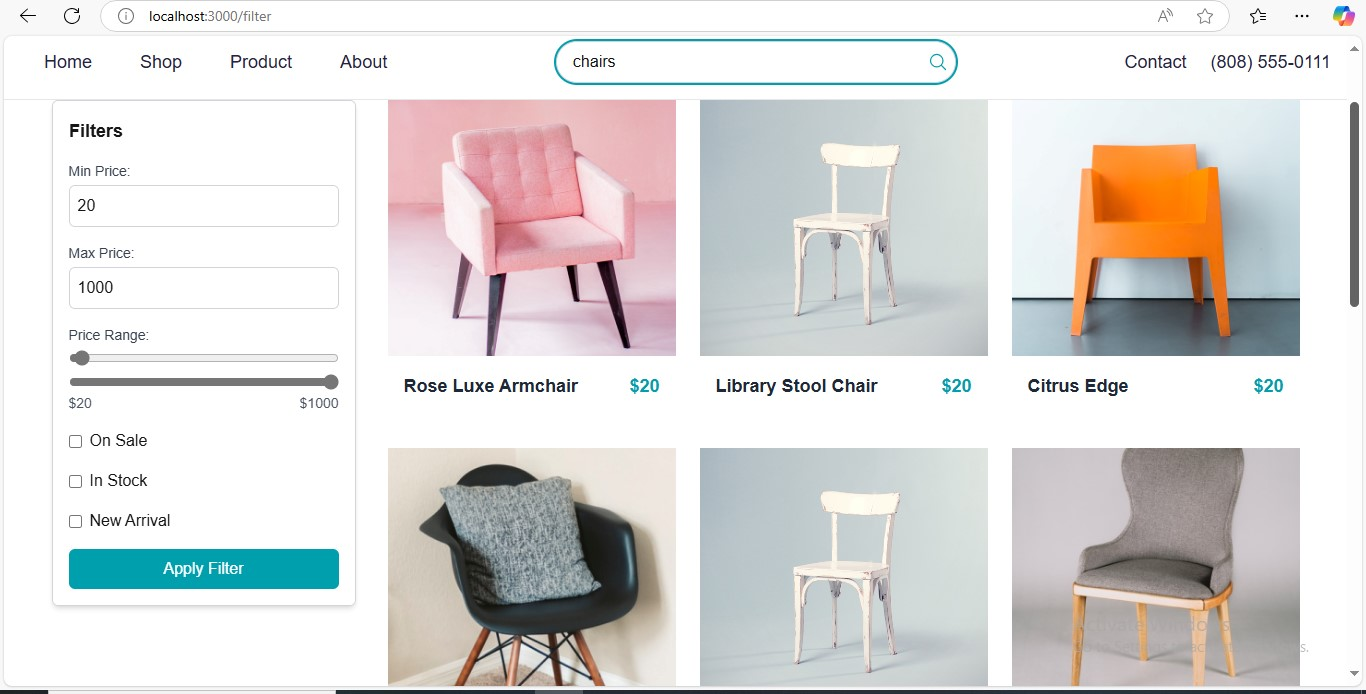 localhost:3000/filter
Home Shop Product About chairs Contact (808) 555-0111
Filters
Min Price:
20
Max Price:
1000
Price Range:
$20 $1000
On Sale
In Stock
New Arrival
Apply Filter
Rose Luxe Armchair $20
Library Stool Chair $20
Citrus Edge $20